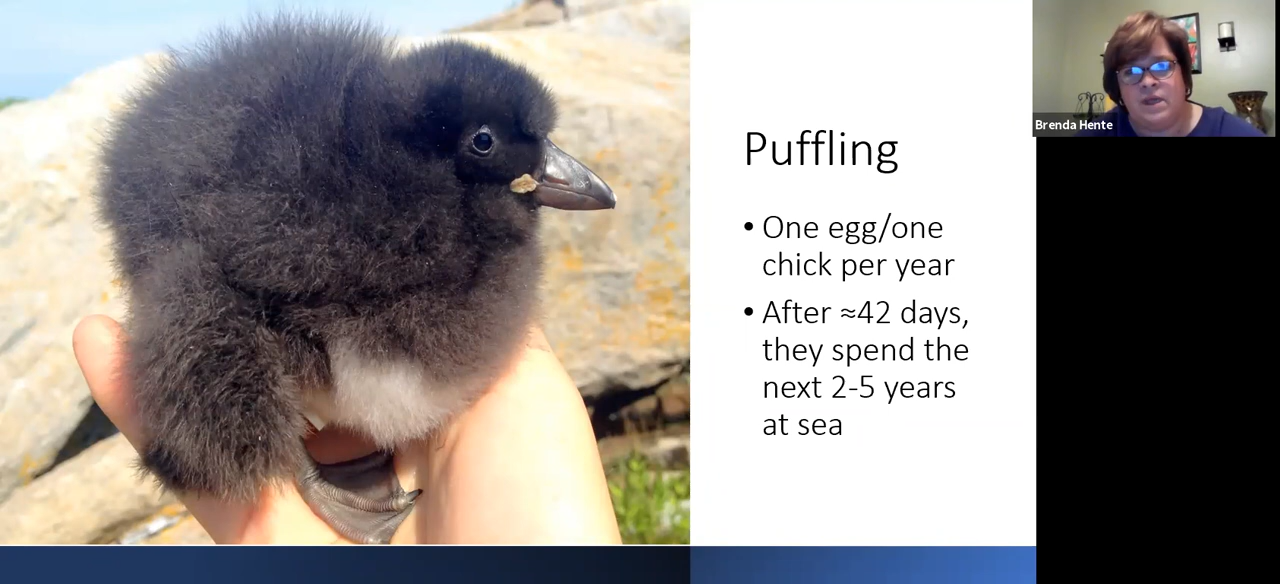 Puffling
• One egg/one
chick per year
• After ≈42 days,
they spend the
next 2-5 years
at sea
Brenda Hente